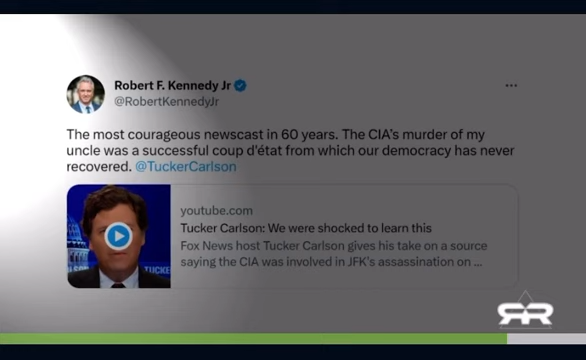 Robert F. Kennedy Jr
@RobertKennedyJr
The most courageous newscast in 60 years. The CIA's murder of my
uncle was a successful coup d'état from which our democracy has never
recovered. @TuckerCarlson
youtube.com
Tucker Carlson: We were shocked to learn this
Fox News host Tucker Carlson gives his take on a source
saying the CIA was involved in JFK's assassination on ...
TUCKE